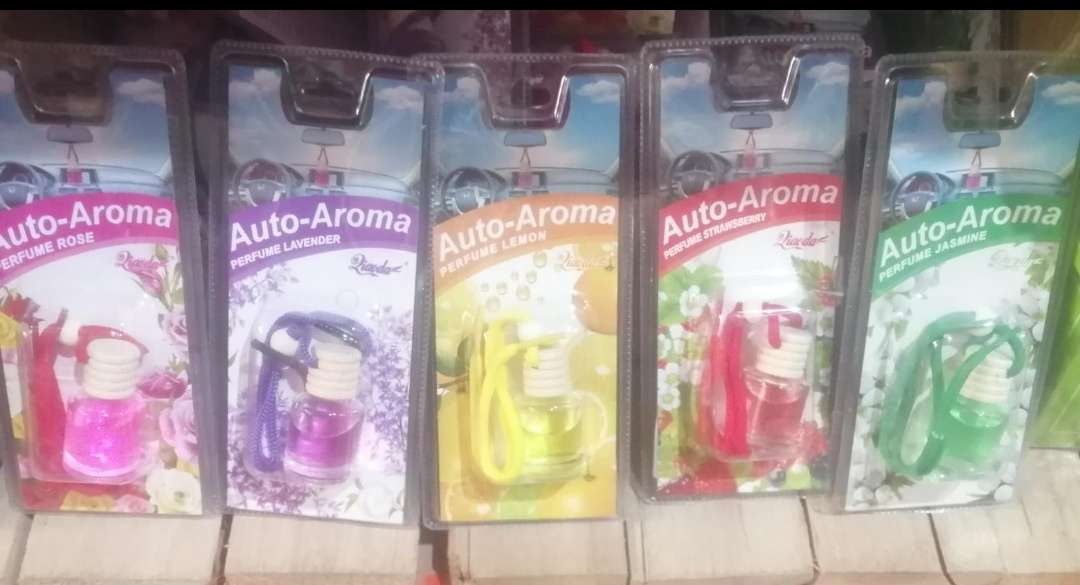 Auto-Aroma
PERFUME ROSE
Auto-Aroma
PERFUME LAVENDER
Auto-Aroma
PERFUME LEMON
Auto-Aroma
PERFUME STRAWSBERRY
Auto-Aroma
PERFUME JASMINE